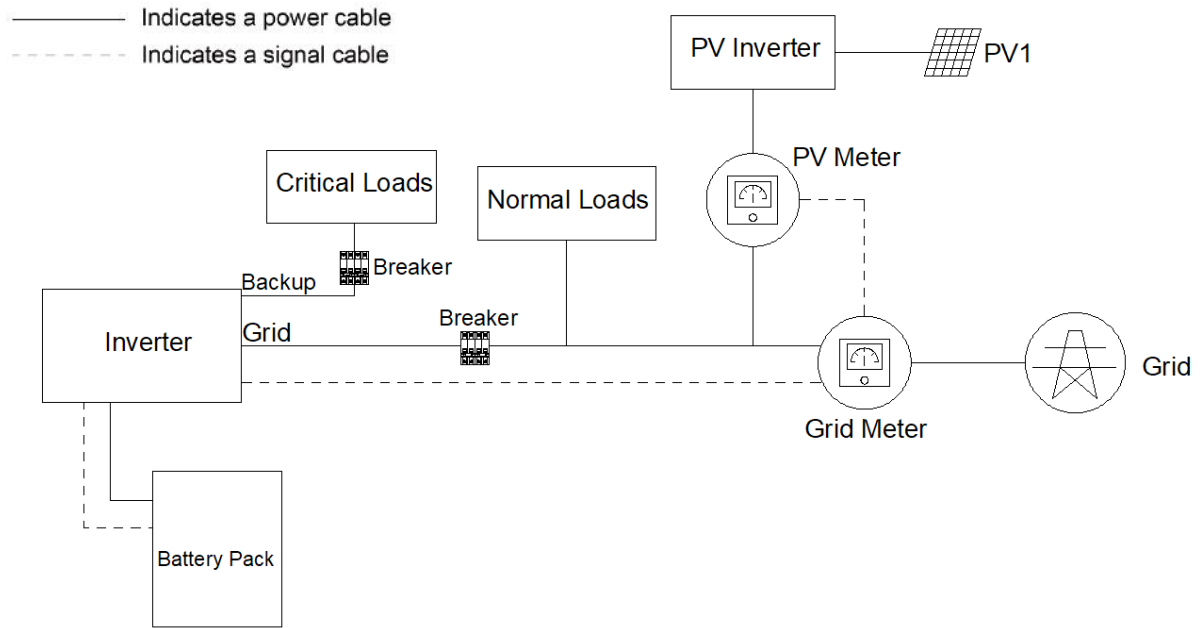 Indicates a power cable
Indicates a signal cable
PV Inverter
PV1
PV Meter
Critical Loads
Normal Loads
Breaker
Backup
Breaker
Grid
Inverter
Grid
Grid Meter
Battery Pack